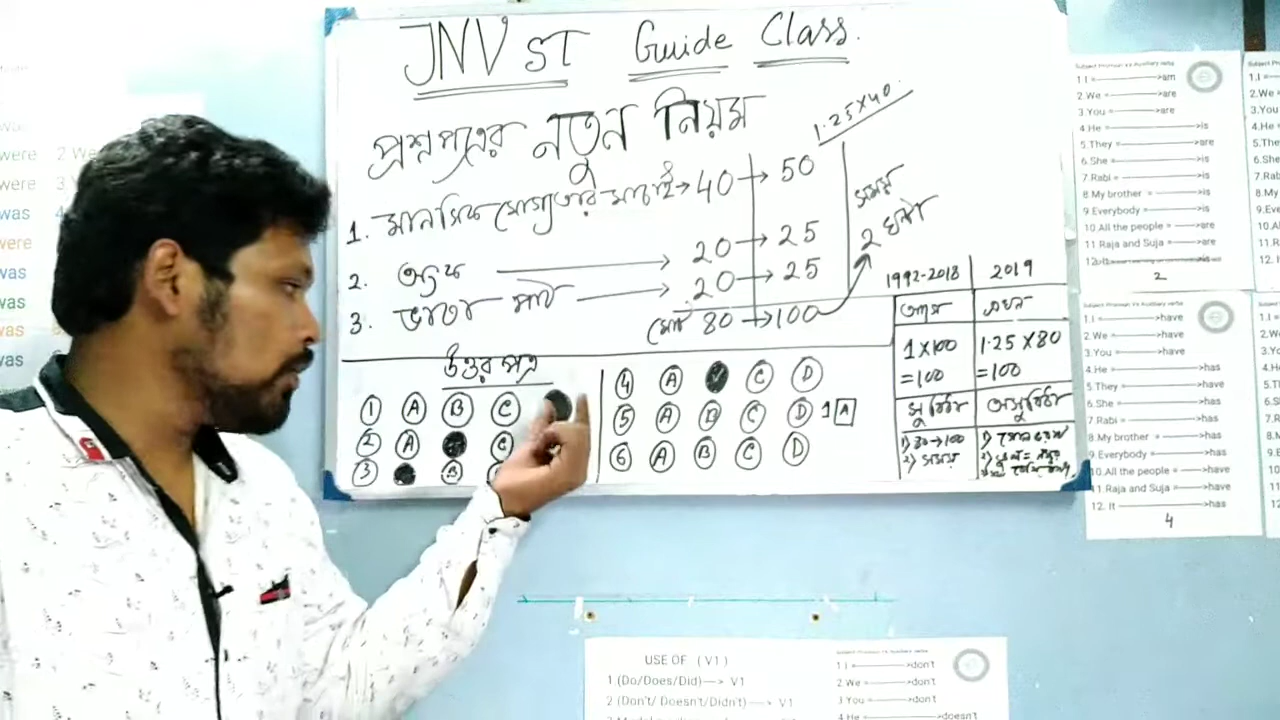 JNV ST Guide Class.
প্রশ্নপত্রের নতুন নিয়ম
1.25×40
1. মানসিক যোগ্যতার যাচাই → 40 → 50
2. অংক → 20 → 25
3. ভাষা পাঠ → 20 → 25
মোট 80 → 100
সময়
2 ঘন্টা
উত্তর পত্র
1 A B C
2 A C
3 B
4 A C D
5 A B C D 1 A
6 A B C D
1992-2018 2019
1×100 1.25×80
=100 =100
সুবিধা অসুবিধা
1) 80→100
2) সময়
were
was
were
was
were
was
was
was
was
1 I ⟶am
2.We ⟶are
3.You ⟶are
4.He ⟶is
5.They ⟶are
6.She ⟶is
7.Rabi ⟶is
8.My brother ⟶is
9.Everybody ⟶is
10.All the people ⟶are
11 Raja and Suja ⟶are
2
1 I ⟶have
2.We ⟶have
3.You ⟶have
4.He ⟶has
5.They ⟶have
6.She ⟶has
7.Rabi ⟶has
8.My brother ⟶has
9.Everybody ⟶has
10.All the people ⟶have
11 Raja and Suja ⟶have
12. It ⟶has
4
USE OF ( V1 )
1 (Do/Does/Did)—> V1
2 (Don't/ Doesn't/Didn't) ⟶> V1
1 I ⟶don't
2 We ⟶don't
3 You ⟶don't
4 He ⟶doesn't